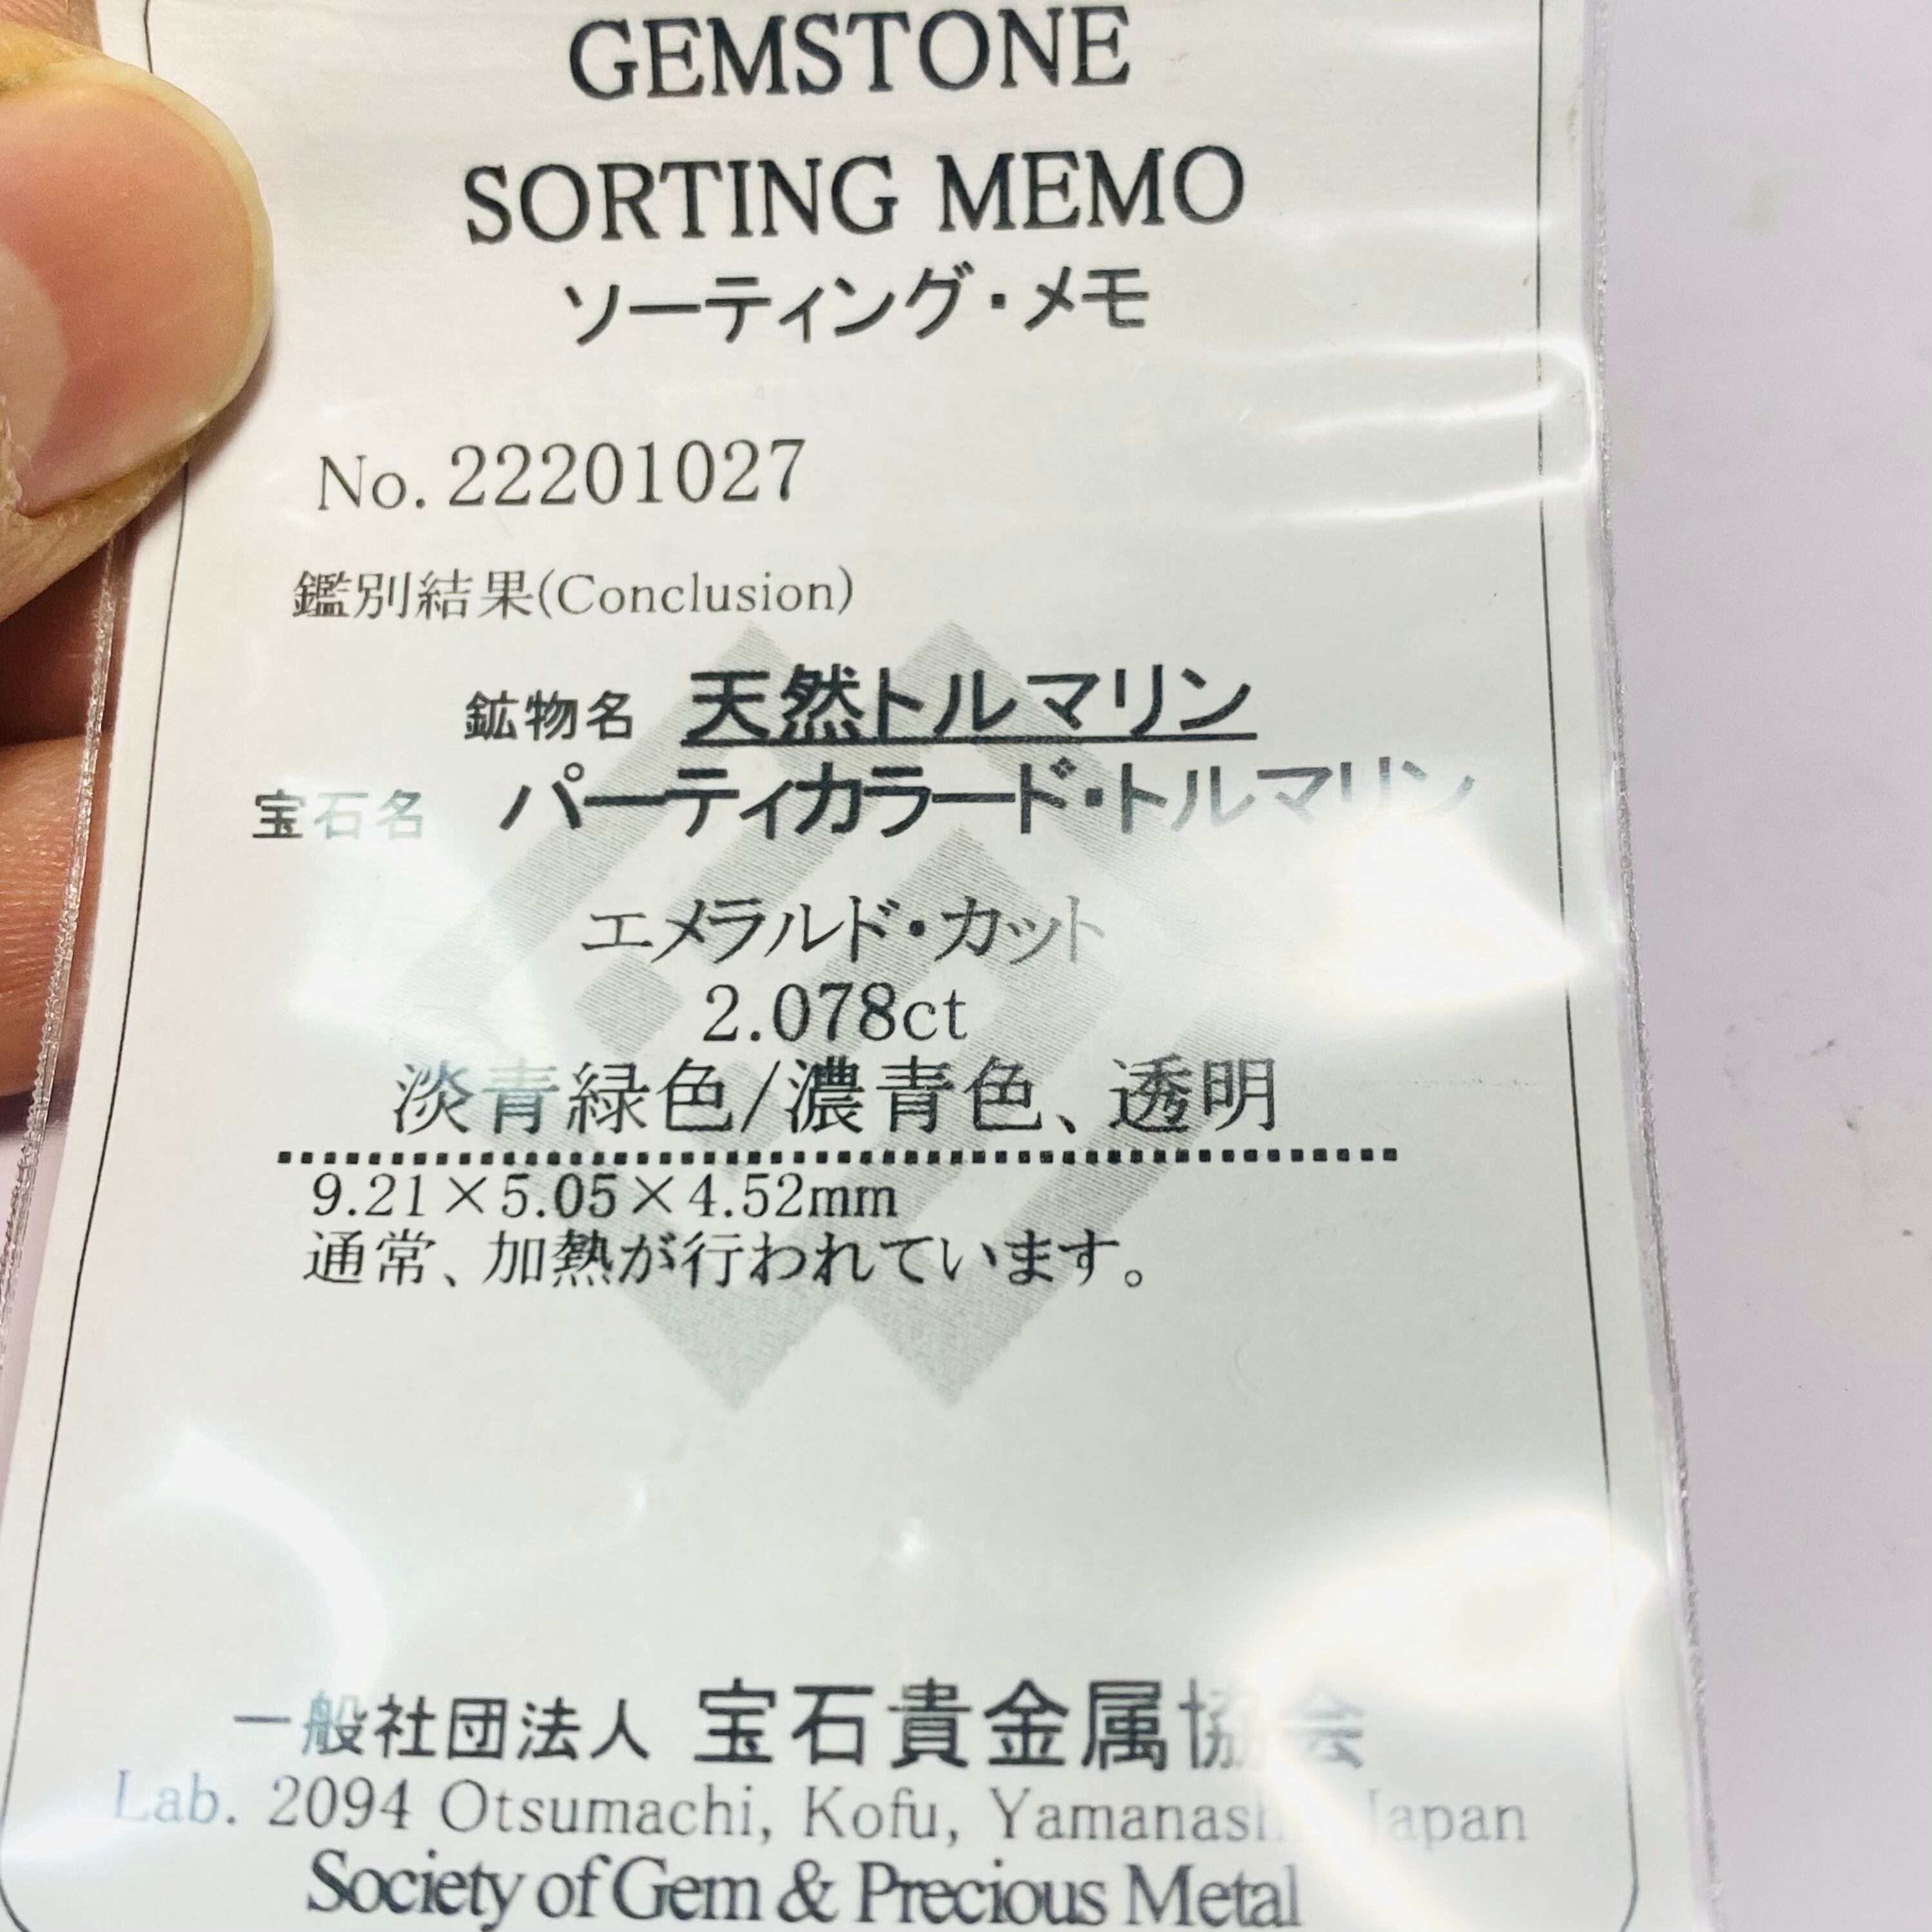 GEMSTONE
SORTING MEMO
ソーティング・メモ
No. 22201027
鑑別結果(Conclusion)
鉱物名 天然トルマリン
宝石名 パーティカラード・トルマリン
エメラルド・カット
2.078ct
淡青緑色/濃青色、透明
9.21×5.05×4.52mm
通常、加熱が行われています。
一般社団法人 宝石貴金属協会
Lab. 2094 Otsumachi, Kofu, Japan
Society of Gem & Precious Metal